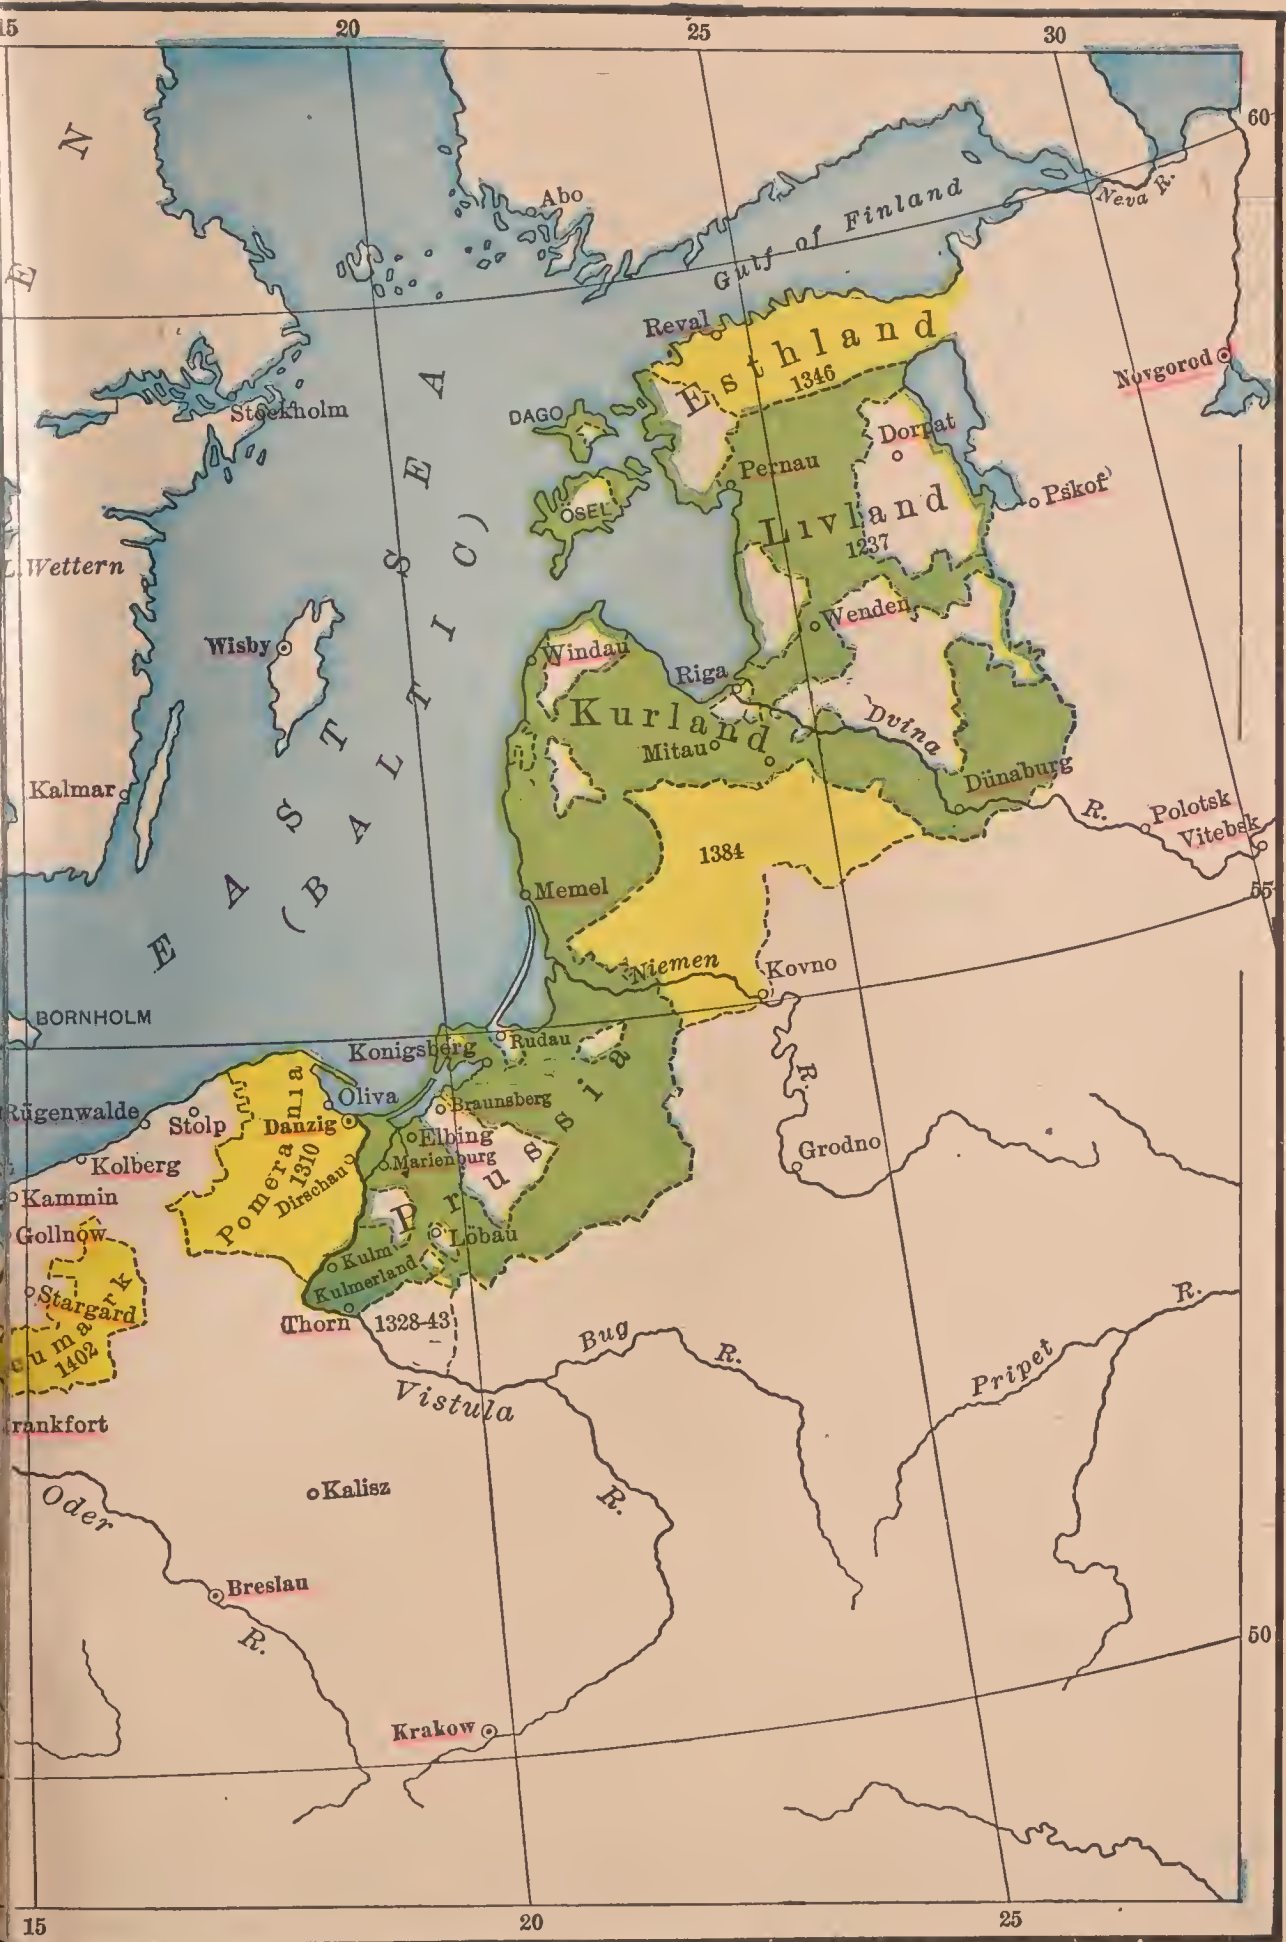 15 20 25 30
60
N
E
Abo
Gulf of Finland
Neva R.
Reval
Esthland
1346
Novgorod
Stockholm
DAGO
Dorpat
Pernau
Pskof
ÖSEL
Livland
1237
L. Wettern
Wenden
Wisby
Windau
Riga
Kurland
Dvina
Mitau
EAST SEA
(BALTIC)
Kalmar
Dünaburg
R.
Polotsk
Vitebsk
1384
Memel
55
Niemen
Kovno
BORNHOLM
Konigsberg
Rudau
R.
Rügenwalde
Oliva
Stolp
Danzig
Braunsberg
Elbing
Marienburg
Prussia
Pomerania
1310
Dirschau
Kolberg
Grodno
Kammin
Gollnow
Löbau
Kulm
Kulmerland
Stargard
Thorn
1328-43
eumark
1402
Bug
R.
Pripet
R.
Vistula
rankfort
Kalisz
Oder
R.
Breslau
R.
50
Krakow
15 20 25